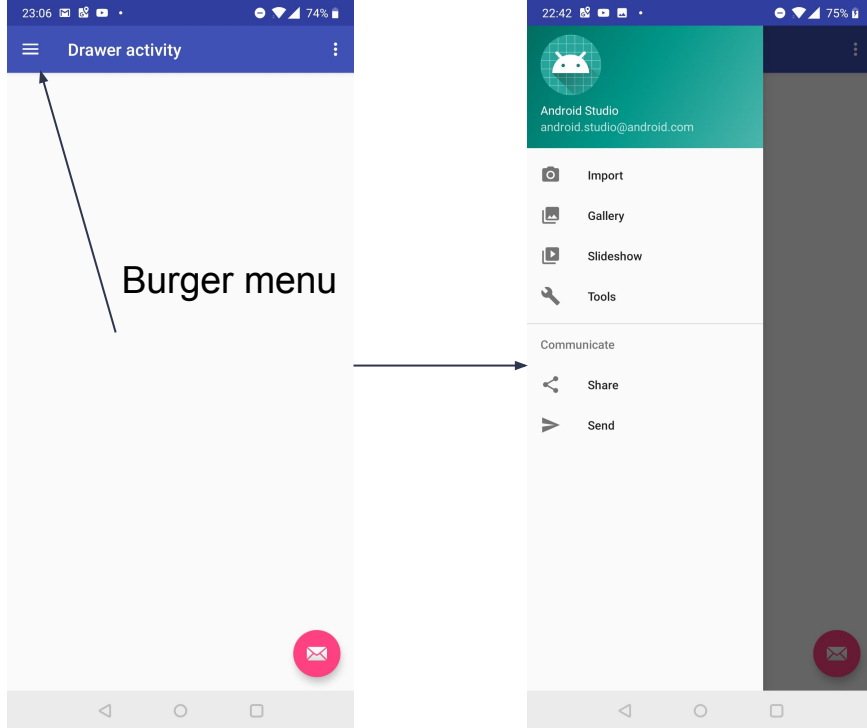 23:06
74%
Drawer activity
Burger menu
22:42
75%
Android Studio
android.studio@android.com
Import
Gallery
Slideshow
Tools
Communicate
Share
Send